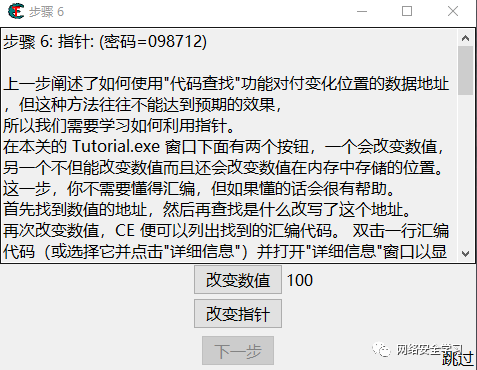 步骤 6
步骤 6: 指针: (密码=098712)
上一步阐述了如何使用"代码查找"功能对付变化位置的数据地址
，但这种方法往往不能达到预期的效果，
所以我们需要学习如何利用指针。
在本关的 Tutorial.exe 窗口下面有两个按钮，一个会改变数值，
另一个不但能改变数值而且还会改变数值在内存中存储的位置。
这一步，你不需要懂得汇编，但如果懂的话会很有帮助。
首先找到数值的地址，然后再查找是什么改写了这个地址。
再次改变数值，CE 便可以列出找到的汇编代码。 双击一行汇编
代码（或选择它并点击"详细信息"）并打开"详细信息"窗口以显
改变数值 100
改变指针
下一步
网络安全学习
跳过